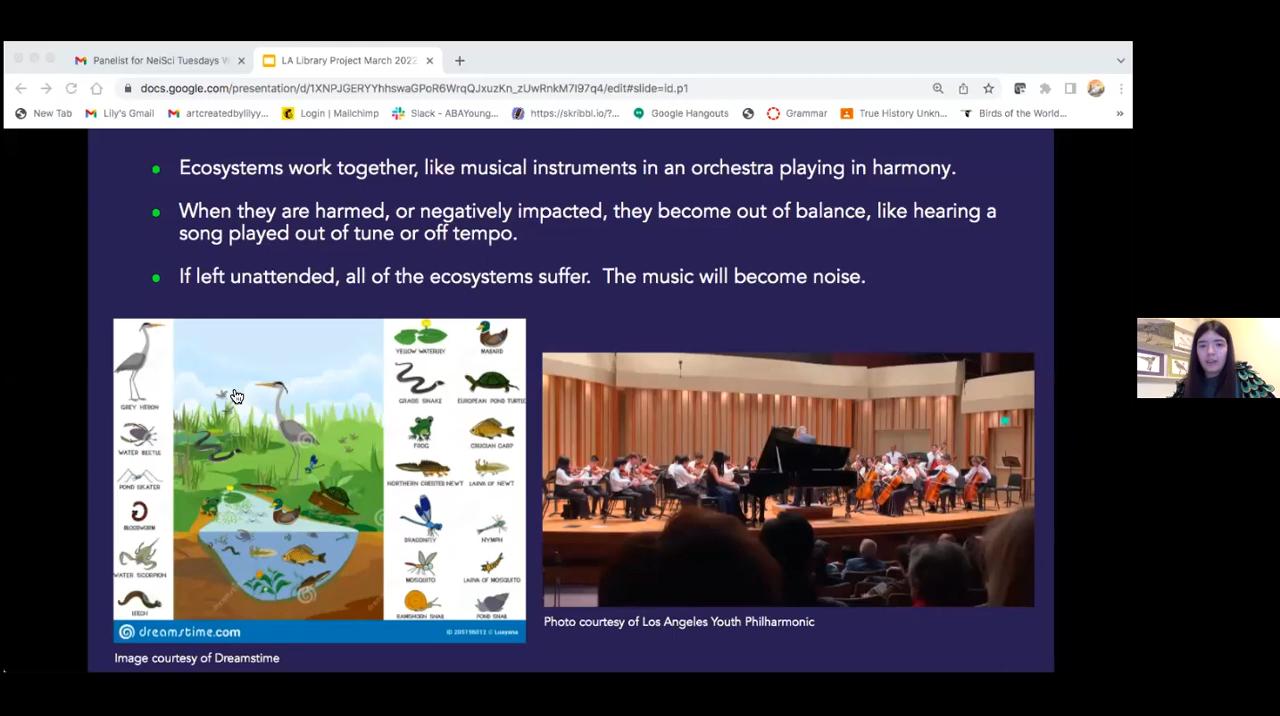 Panelist for NeiSci Tuesdays W
LA Library Project March 2022
docs.google.com/presentation/d/1XNPJGERYYhhswaGPoR6WrqQJxuzKn_zUwRnkM7I97q4/edit#slide=id.p1
New Tab
Lily's Gmail
artcreatedbylilyy...
Login | Mailchimp
Slack - ABAYoung...
https://skribbl.io/?...
Google Hangouts
Grammar
True History Unkn...
Birds of the World...
»
• Ecosystems work together, like musical instruments in an orchestra playing in harmony.
• When they are harmed, or negatively impacted, they become out of balance, like hearing a
song played out of tune or off tempo.
• If left unattended, all of the ecosystems suffer. The music will become noise.
GREY HERON
WATER BEETLE
POND SKATER
BLOODWORM
WATER SCORPION
LEECH
YELLOW WATERLILY
MALLARD
GRASS SNAKE
EUROPEAN POND TURTLE
FROG
CRUCIAN CARP
NORTHERN CRESTED NEWT
LARVA OF NEWT
DRAGONFLY
NYMPH
MOSQUITO
LARVA OF MOSQUITO
RAMSHORN SNAIL
POND SNAIL
dreamstime.com
ID 205196012 © Lueyana
Image courtesy of Dreamstime
Photo courtesy of Los Angeles Youth Philharmonic